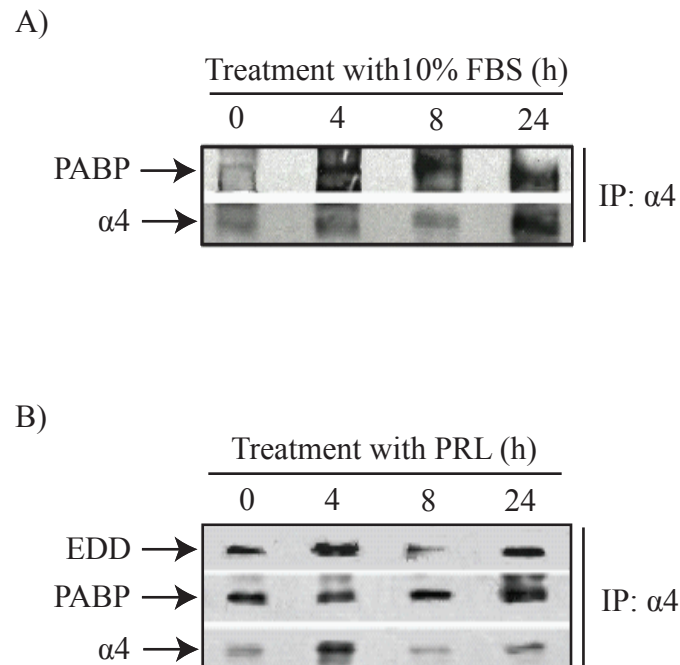 A)
Treatment with10% FBS (h)
0 4 8 24
PABP
α4
IP: α4
B)
Treatment with PRL (h)
0 4 8 24
EDD
PABP
α4
IP: α4